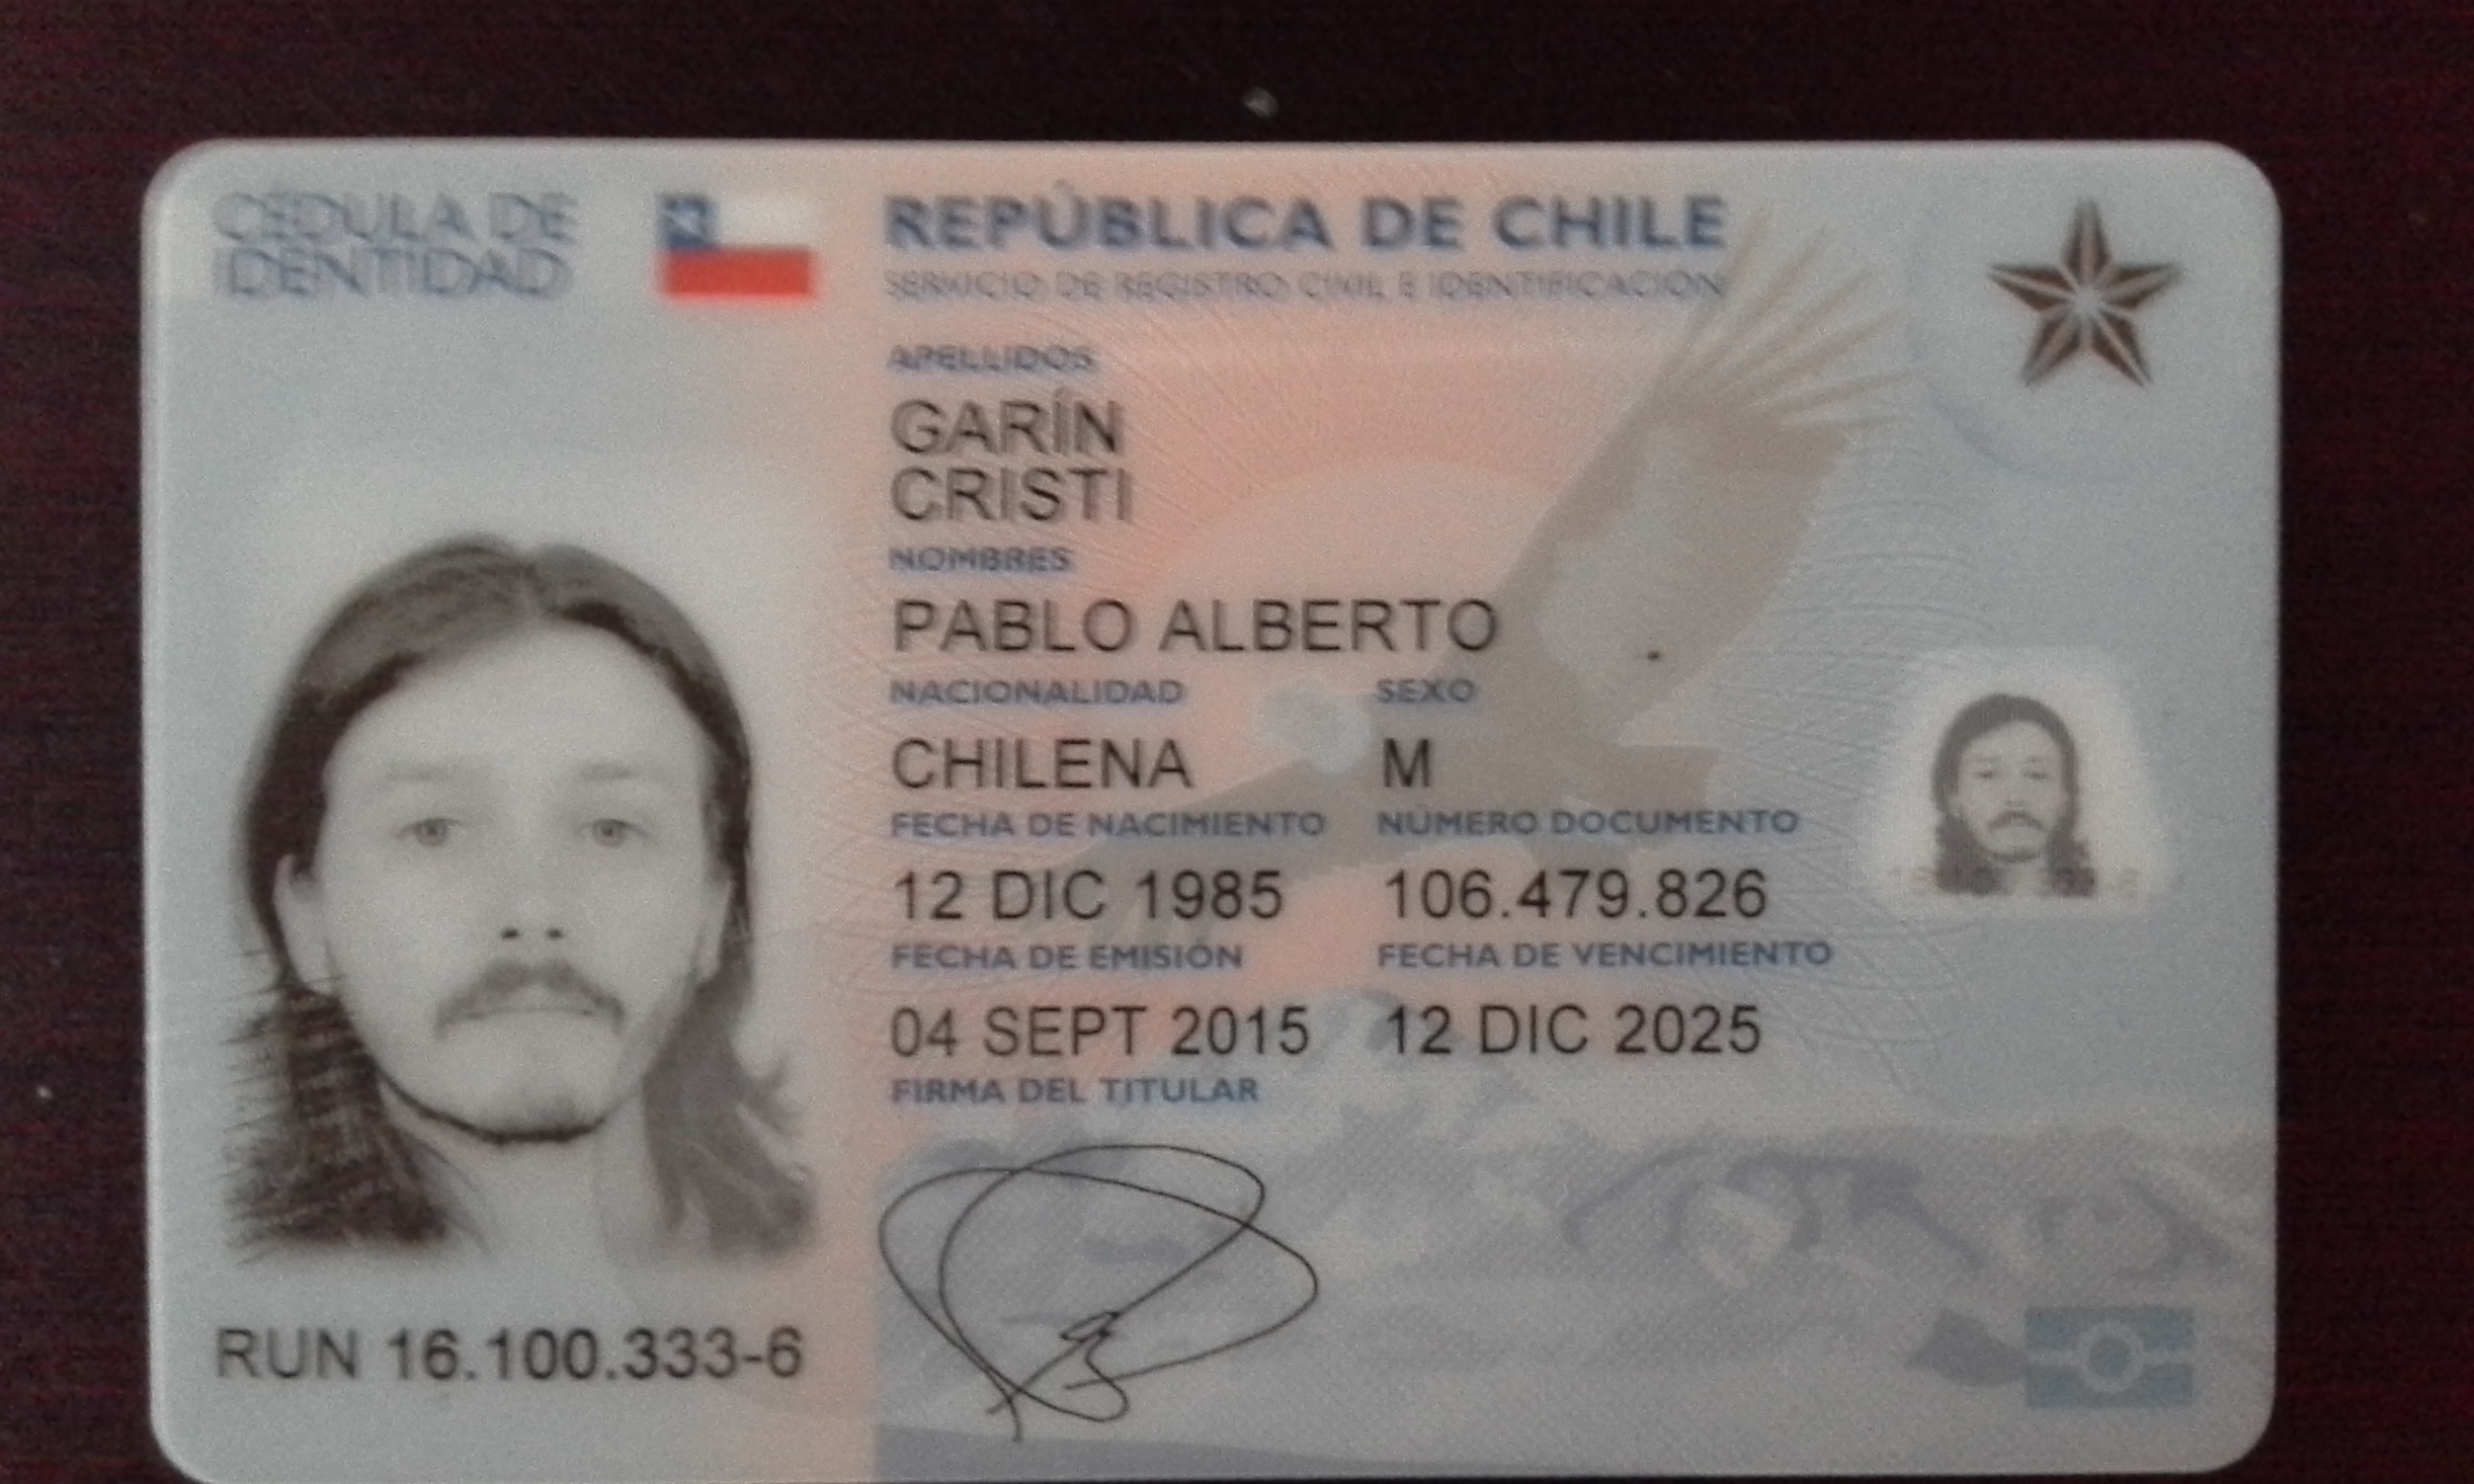 CÉDULA DE
IDENTIDAD
REPÚBLICA DE CHILE
SERVICIO DE REGISTRO CIVIL E IDENTIFICACIÓN
APELLIDOS
GARÍN
CRISTI
NOMBRES
PABLO ALBERTO
NACIONALIDAD SEXO
CHILENA M
FECHA DE NACIMIENTO NÚMERO DOCUMENTO
12 DIC 1985 106.479.826
FECHA DE EMISIÓN FECHA DE VENCIMIENTO
04 SEPT 2015 12 DIC 2025
FIRMA DEL TITULAR
RUN 16.100.333-6